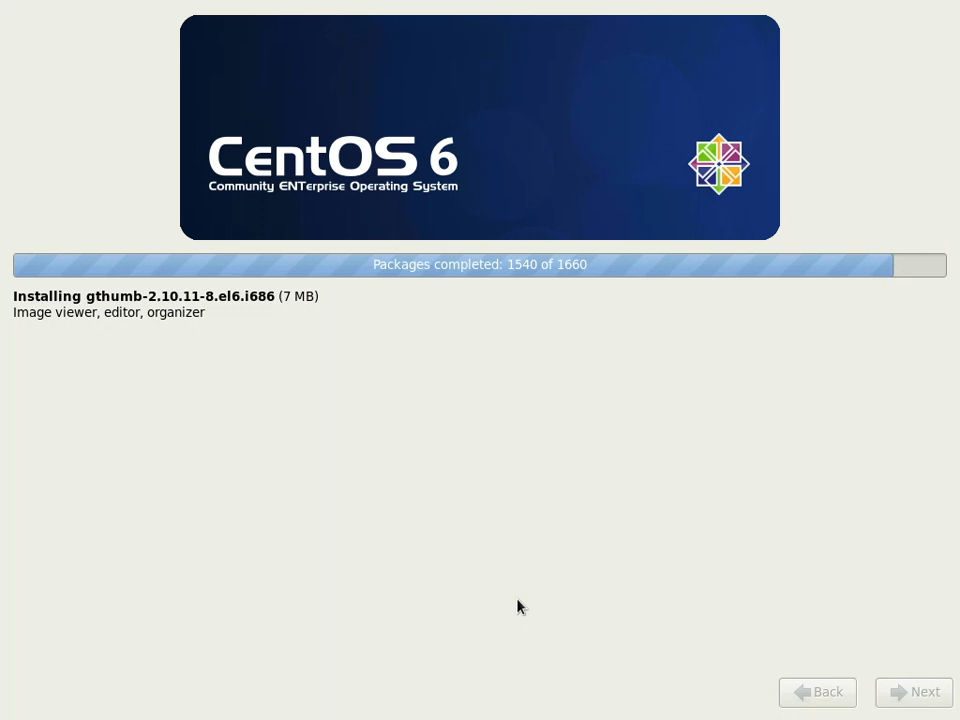 CentOS 6
Community ENTerprise Operating System
Packages completed: 1540 of 1660
Installing gthumb-2.10.11-8.el6.i686 (7 MB)
Image viewer, editor, organizer
Back Next